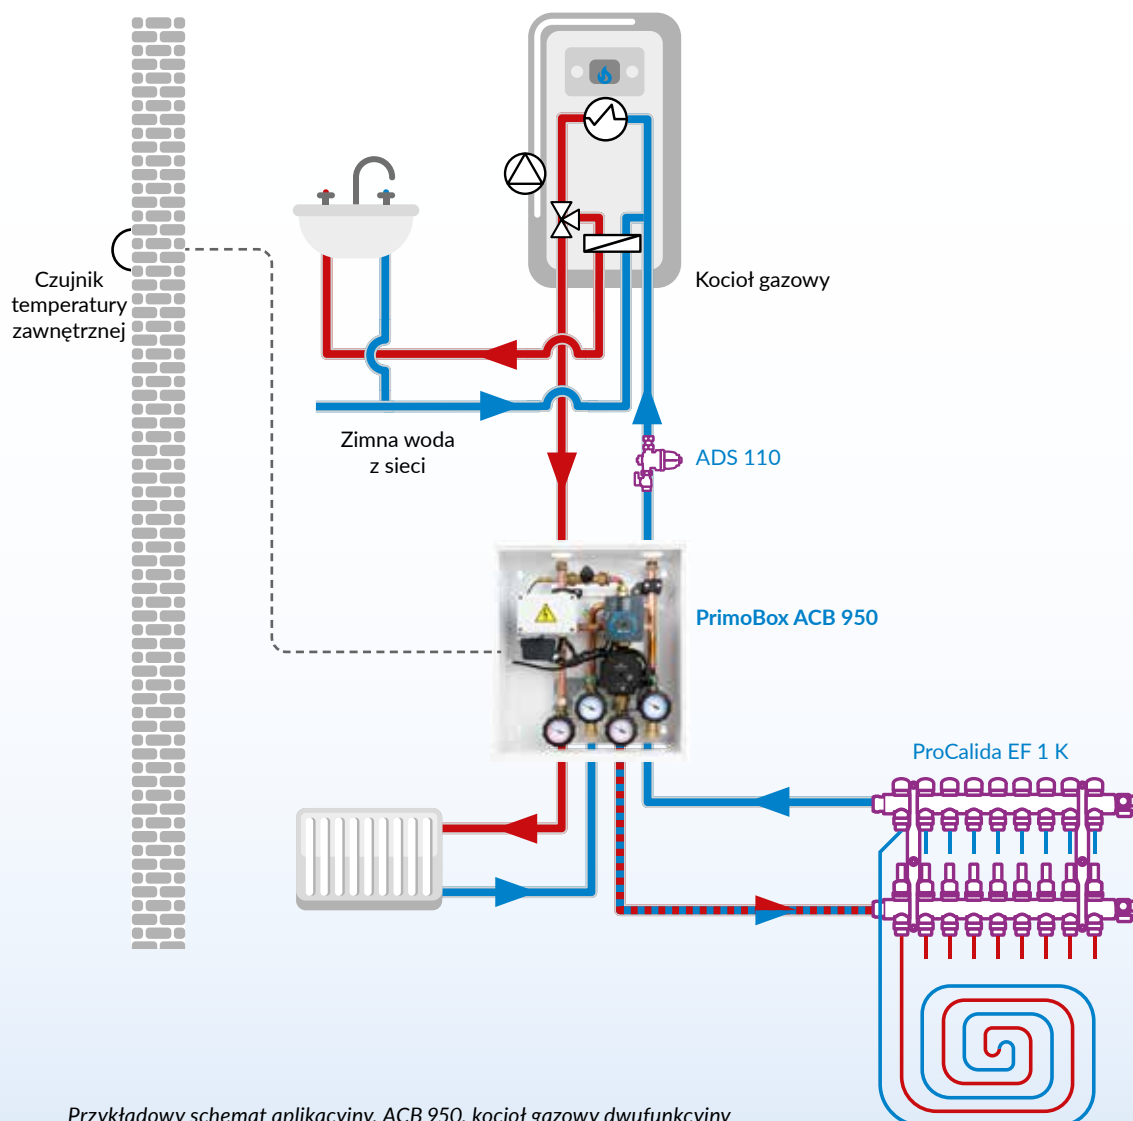 Kocioł gazowy
Czujnik
temperatury
zawnętrznej
Zimna woda
z sieci
ADS 110
PrimoBox ACB 950
ProCalida EF 1 K
Przykładowy schemat aplikacyjny, ACB 950, kocioł gazowy dwufunkcyjny